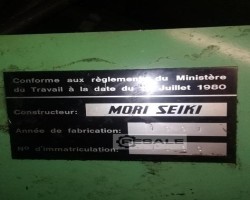 Conforme aux règlements du Ministère
du Travail à la date du Juillet 1980
Constructeur: MORI SEIKI
Année de fabrication:
N° d'immatriculation:
RESALE